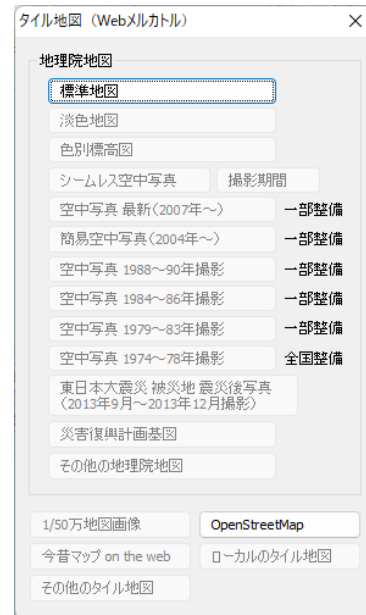 タイル地図（Webメルカトル）
地理院地図
標準地図
淡色地図
色別標高図
シームレス空中写真 撮影期間
空中写真 最新(2007年～) 一部整備
簡易空中写真(2004年～) 一部整備
空中写真 1988～90年撮影 一部整備
空中写真 1984～86年撮影 一部整備
空中写真 1979～83年撮影 一部整備
空中写真 1974～78年撮影 全国整備
東日本大震災 被災地 震災後写真
(2013年9月～2013年12月撮影)
災害復興計画基図
その他の地理院地図
1/50万地図画像 OpenStreetMap
今昔マップ on the web ローカルのタイル地図
その他のタイル地図